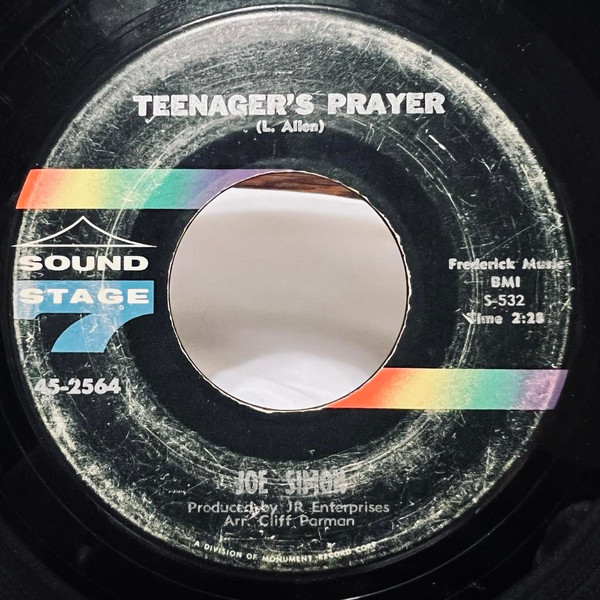 TEENAGER'S PRAYER
(L. Allen)
SOUND
STAGE
7
45-2564
Frederick Music
BMI
S-532
Time 2:28
JOE SIMON
Produced by JR Enterprises
Arr. Cliff Parman
A DIVISION OF MONUMENT RECORD CORP.